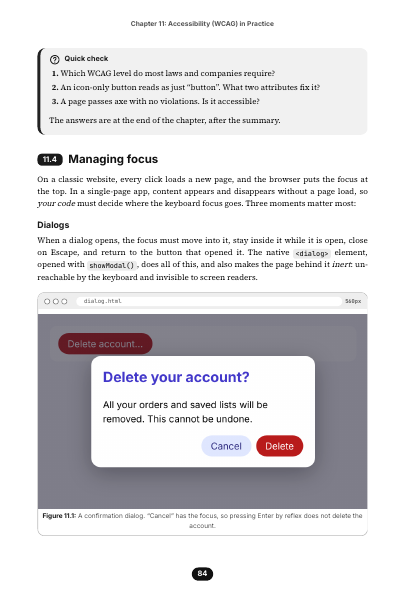 Chapter 11: Accessibility (WCAG) in Practice
Quick check
1. Which WCAG level do most laws and companies require?
2. An icon-only button reads as just “button”. What two attributes fix it?
3. A page passes axe with no violations. Is it accessible?
The answers are at the end of the chapter, after the summary.
11.4 Managing focus
On a classic website, every click loads a new page, and the browser puts the focus at
the top. In a single-page app, content appears and disappears without a page load, so
your code must decide where the keyboard focus goes. Three moments matter most:
Dialogs
When a dialog opens, the focus must move into it, stay inside it while it is open, close
on Escape, and return to the button that opened it. The native <dialog> element,
opened with showModal(), does all of this, and also makes the page behind it inert: un-
reachable by the keyboard and invisible to screen readers.
dialog.html 560px
Delete account...
Delete your account?
All your orders and saved lists will be
removed. This cannot be undone.
Cancel Delete
Figure 11.1: A confirmation dialog. “Cancel” has the focus, so pressing Enter by reflex does not delete the
account.
84